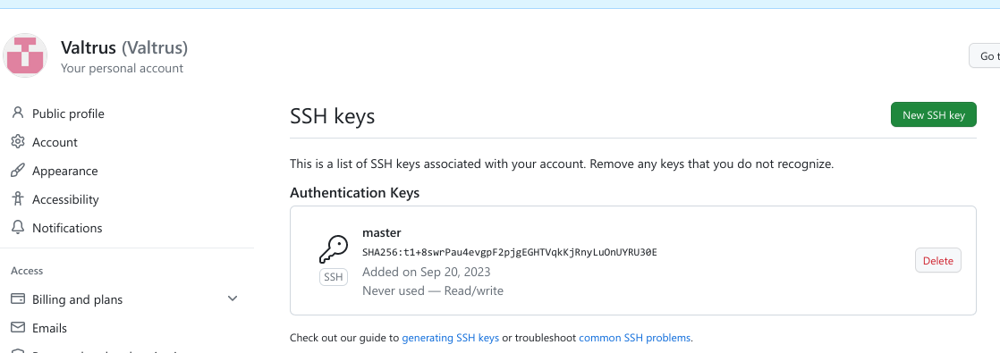 Valtrus (Valtrus)
Your personal account
Go t
Public profile
Account
Appearance
Accessibility
Notifications
Access
Billing and plans
Emails
SSH keys
New SSH key
This is a list of SSH keys associated with your account. Remove any keys that you do not recognize.
Authentication Keys
master
SHA256:t1+8swrPau4evgpF2pjgEGHTVqkKjRnyLuOnUYRU30E
SSH
Added on Sep 20, 2023
Never used — Read/write
Delete
Check out our guide to generating SSH keys or troubleshoot common SSH problems.